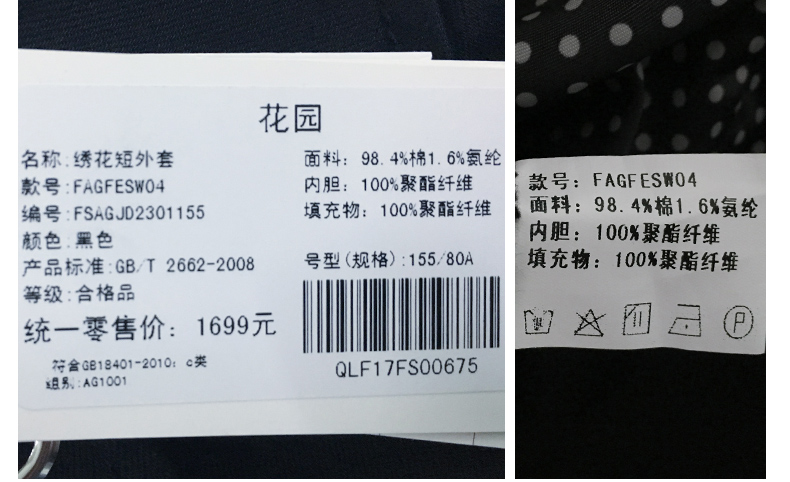 花园
名称:绣花短外套
款号:FAGFESW04
编号:FSAGJD2301155
颜色:黑色
产品标准:GB/T 2662-2008
等级:合格品
统一零售价: 1699元
符合GB18401-2010: c类
组别:AG1001
面料: 98.4%棉1.6%氨纶
内胆: 100%聚酯纤维
填充物: 100%聚酯纤维
号型(规格):155/80A
QLF17FS00675
款号: FAGFESW04
面料: 98.4%棉1.6%氨纶
内胆: 100%聚酯纤维
填充物: 100%聚酯纤维
P